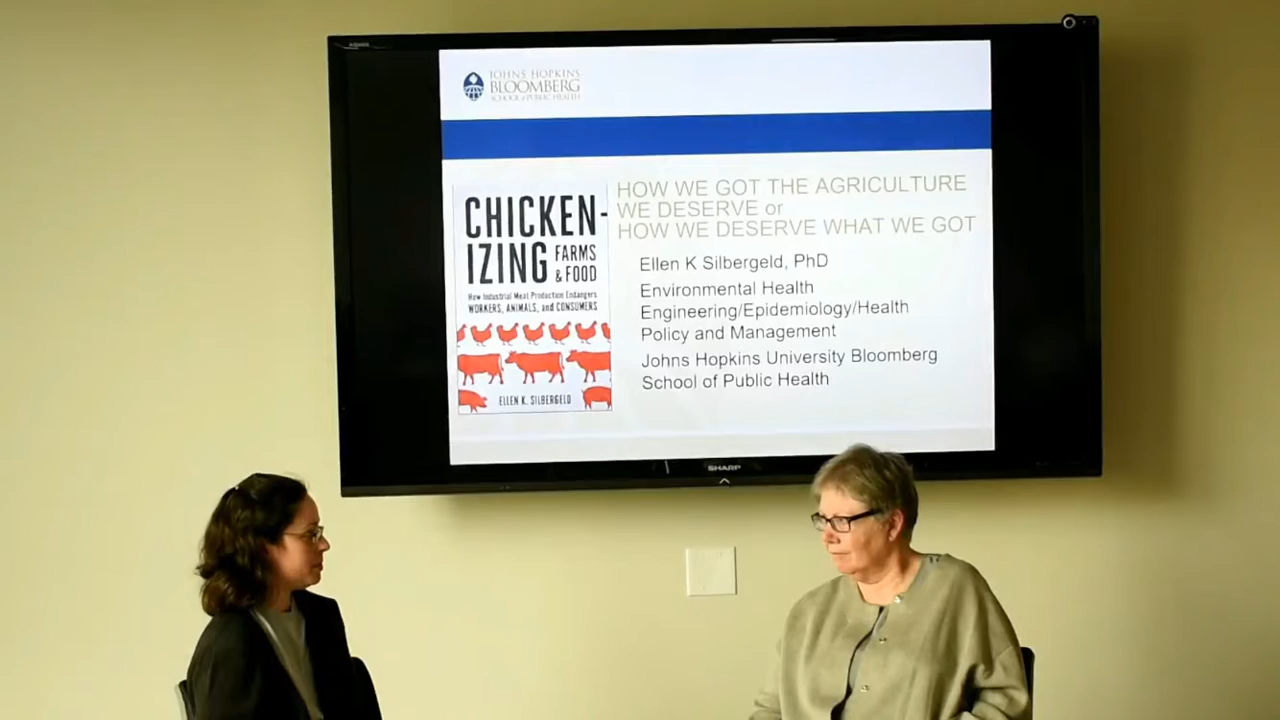 JOHNS HOPKINS
BLOOMBERG
SCHOOL of PUBLIC HEALTH
CHICKEN-
IZING FARMS
& FOOD
How Industrial Meat Production Endangers
WORKERS, ANIMALS, and CONSUMERS
ELLEN K. SILBERGELD
HOW WE GOT THE AGRICULTURE
WE DESERVE or
HOW WE DESERVE WHAT WE GOT
Ellen K Silbergeld, PhD
Environmental Health
Engineering/Epidemiology/Health
Policy and Management
Johns Hopkins University Bloomberg
School of Public Health
SHARP